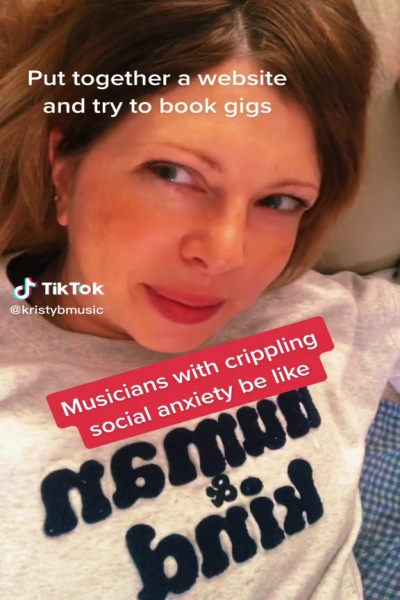 Put together a website
and try to book gigs
TikTok
@kristybmusic
Musicians with crippling
social anxiety be like
human
&
kind